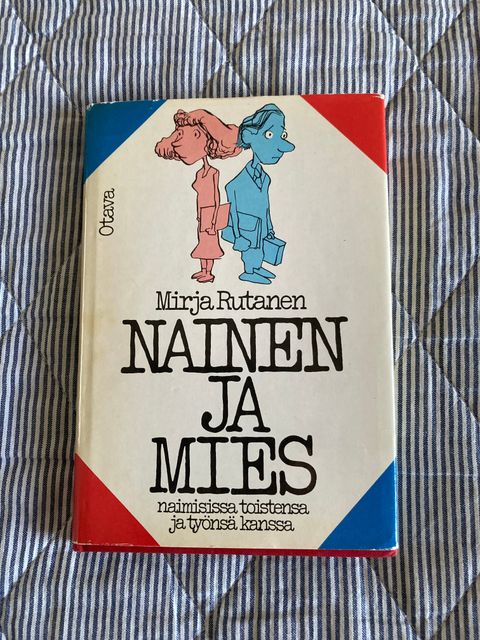 Otava
Mirja Rutanen
NAINEN
JA
MIES
naimisissa toistensa
ja työnsä kanssa